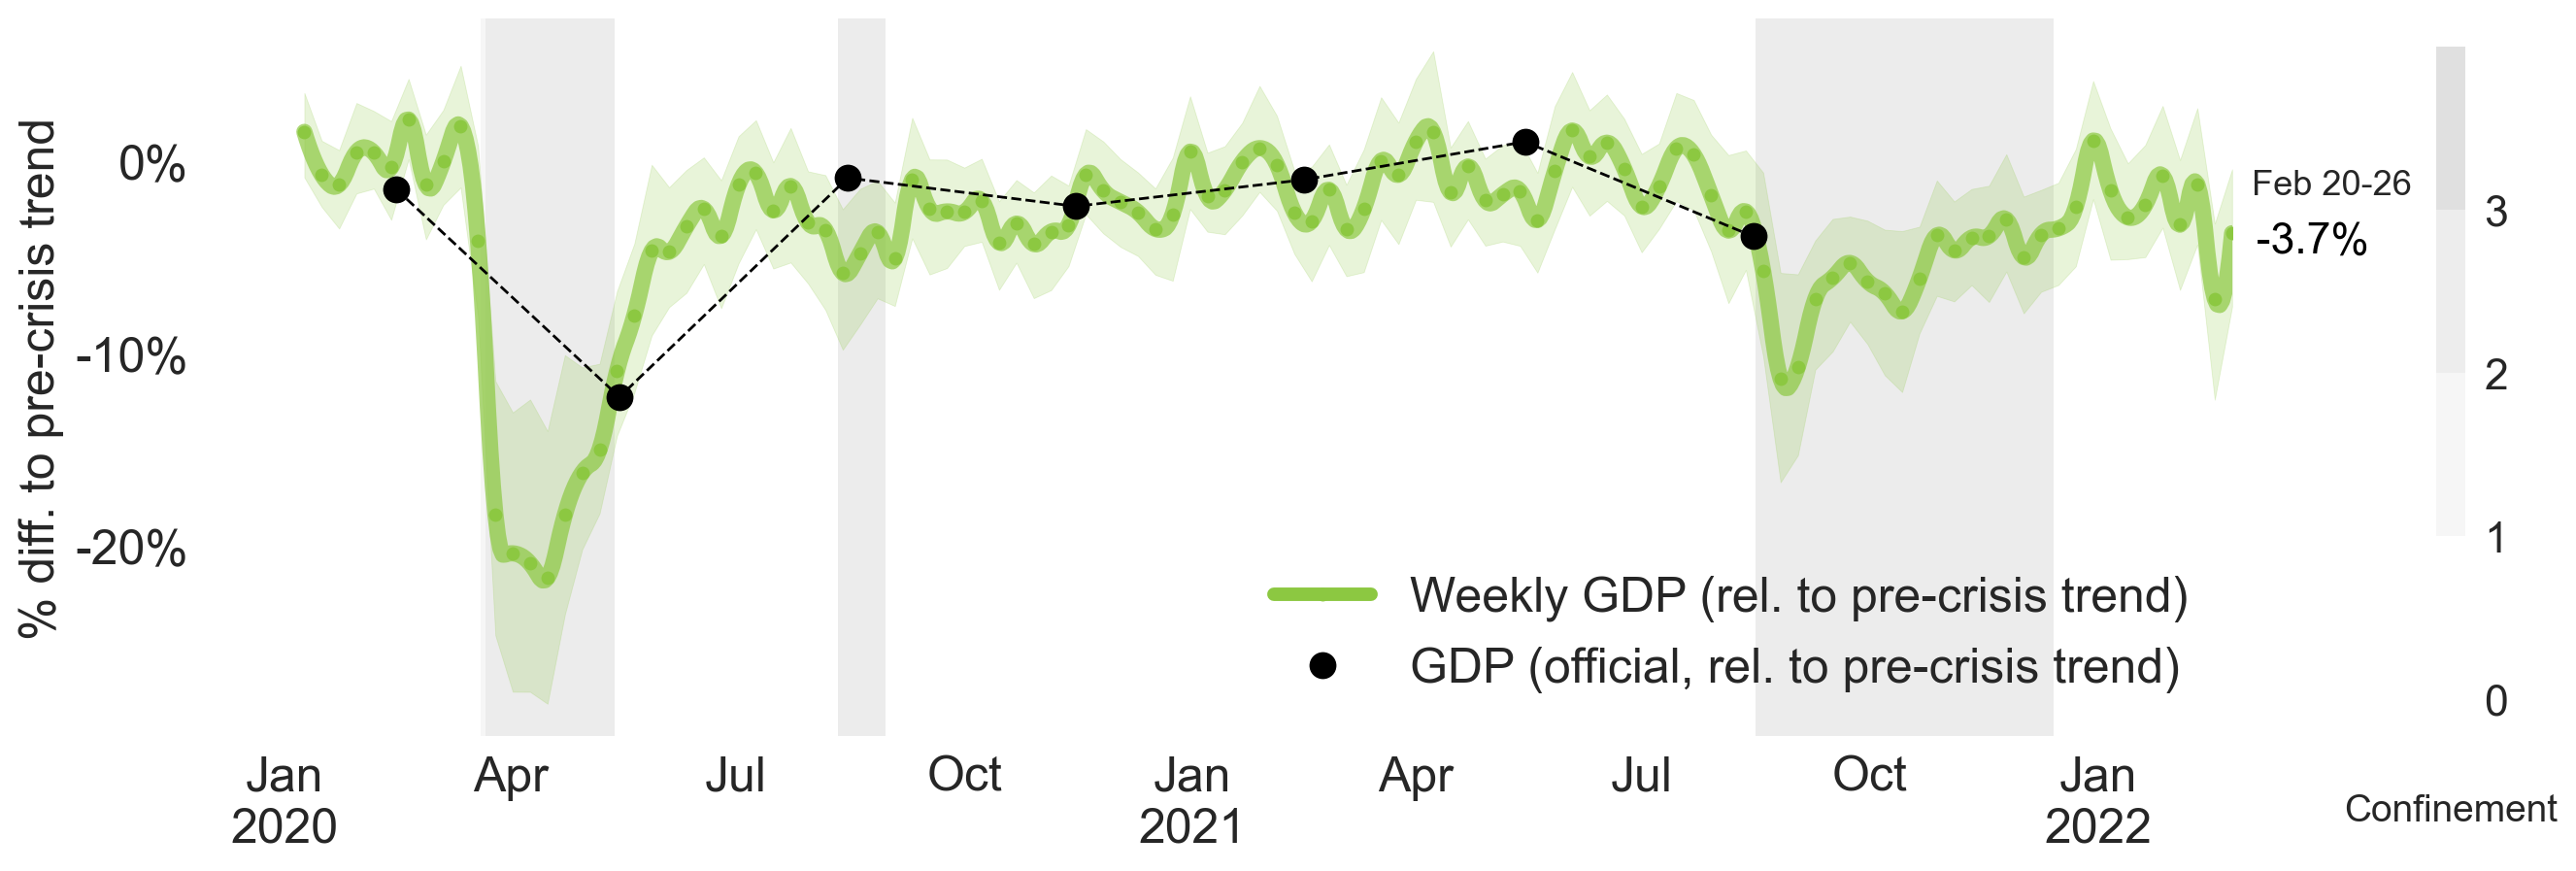 % diff. to pre-crisis trend
0%
-10%
-20%
Feb 20-26
-3.7%
3
2
1
0
Weekly GDP (rel. to pre-crisis trend)
GDP (official, rel. to pre-crisis trend)
Jan Apr Jul Oct Jan Apr Jul Oct Jan
2020 2021 2022
Confinement